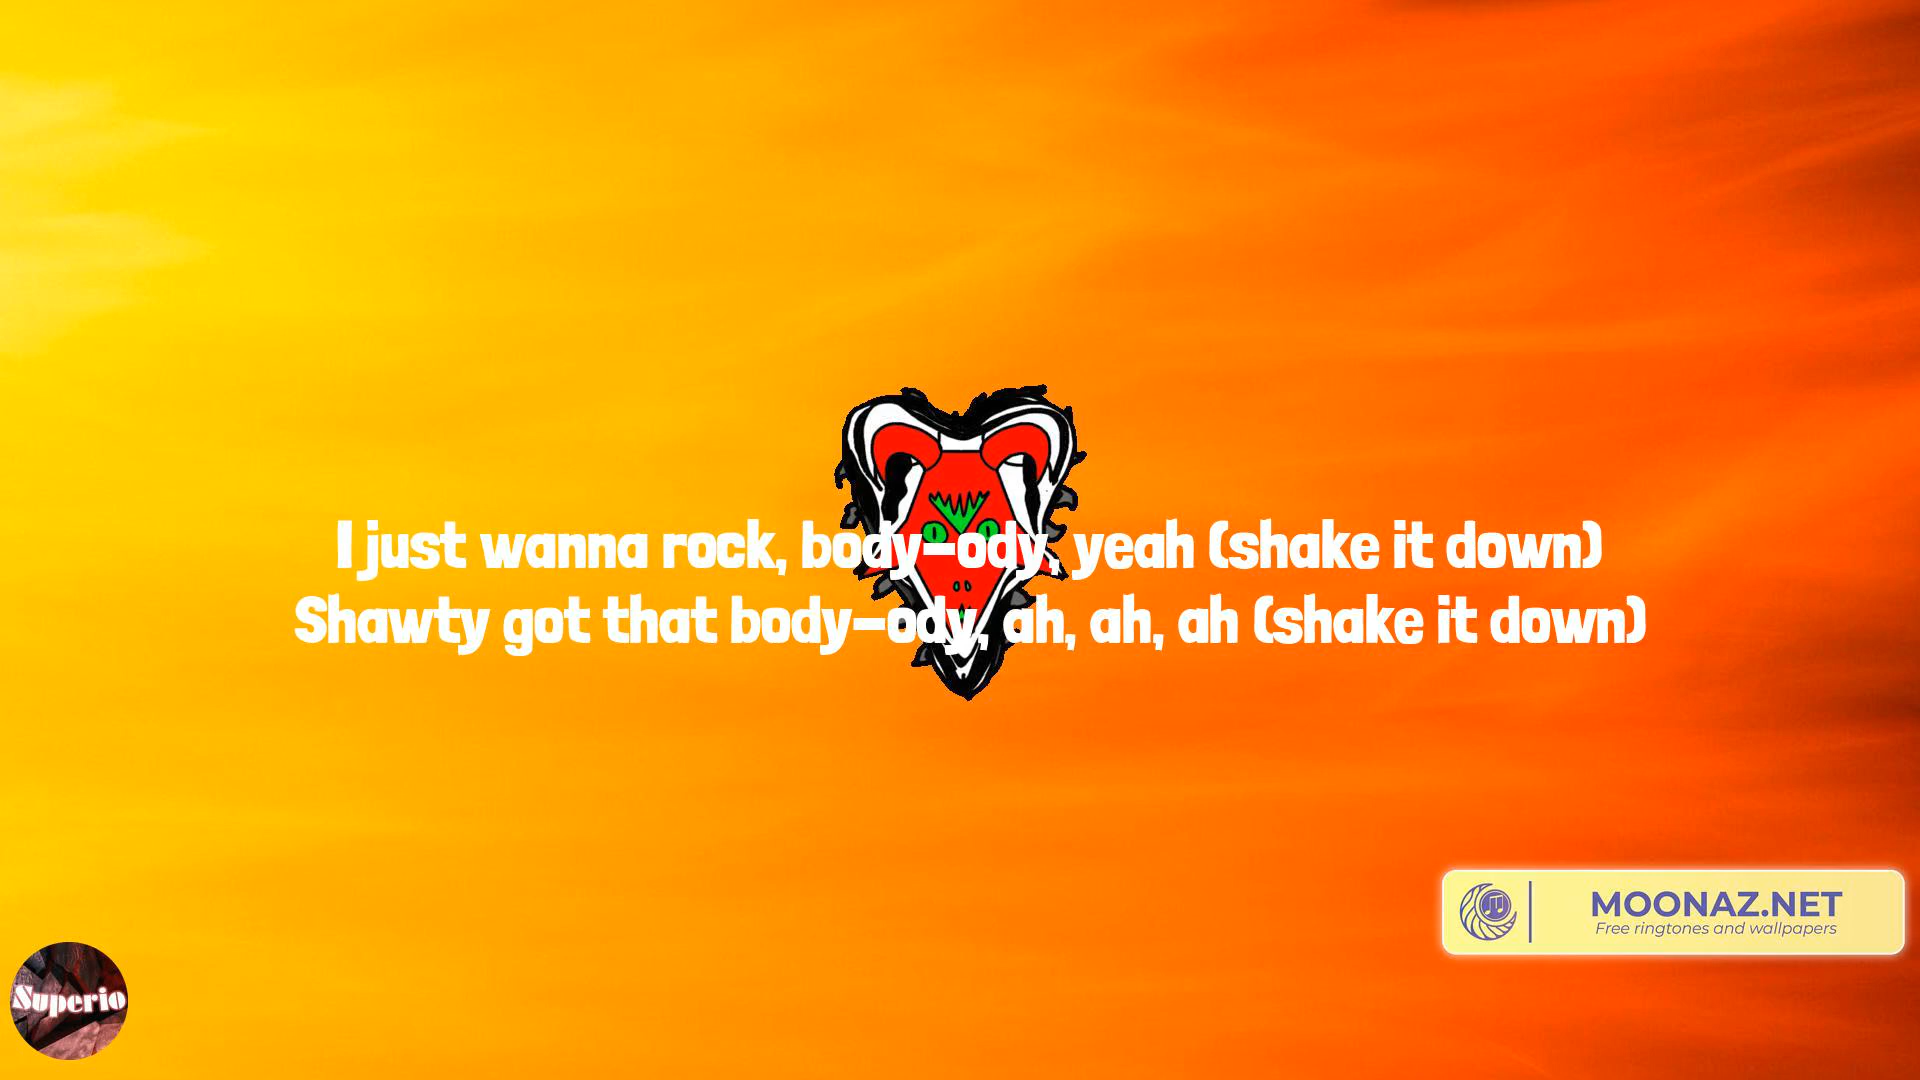 I just wanna rock, body-ody, yeah (shake it down)
Shawty got that body-ody, ah, ah, ah (shake it down)
MOONAZ.NET
Free ringtones and wallpapers
Superio